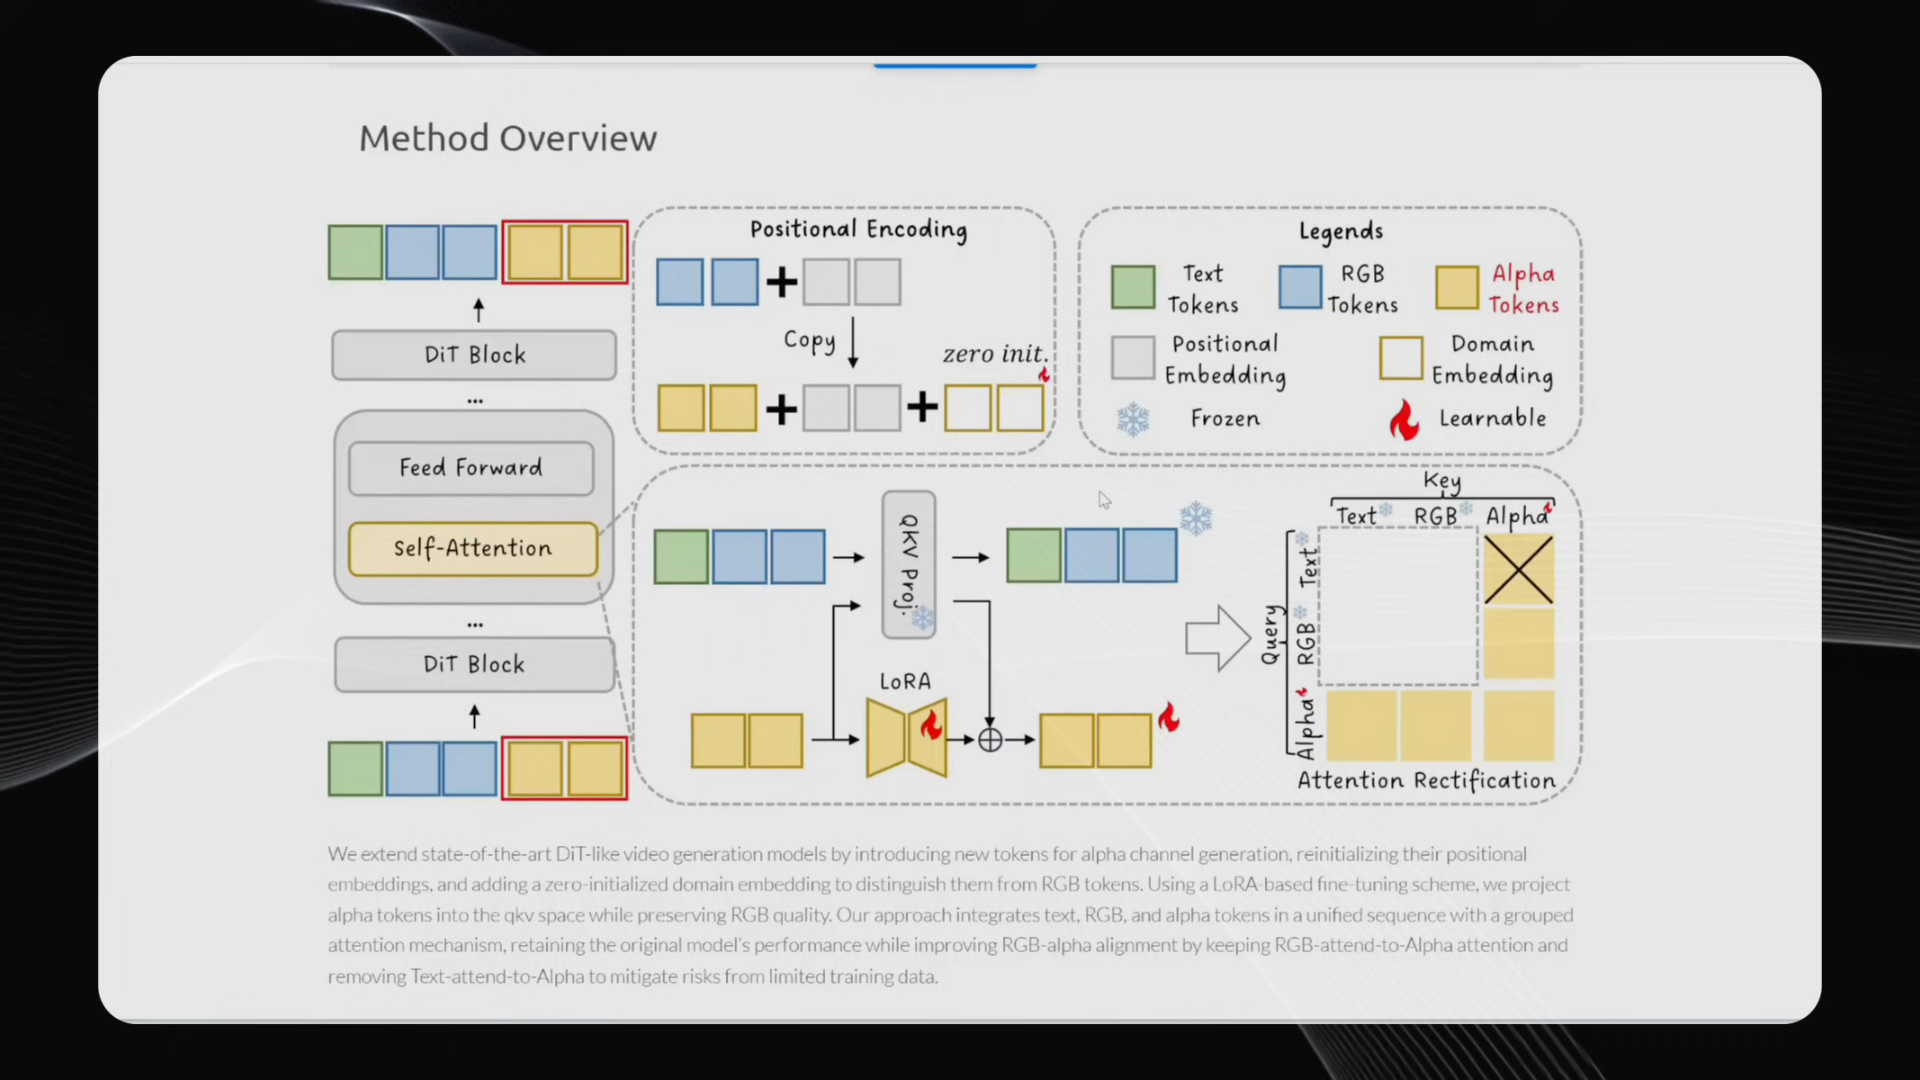 Method Overview
Positional Encoding
Copy
zero init.
Legends
Text
Tokens
RGB
Tokens
Alpha
Tokens
Positional
Embedding
Domain
Embedding
Frozen
Learnable
DiT Block
...
Feed Forward
Self-Attention
...
DiT Block
QKV Proj.
LoRA
Key
Text
RGB
Alpha
Query
Text
RGB
Alpha
Attention Rectification
We extend state-of-the-art DiT-like video generation models by introducing new tokens for alpha channel generation, reinitializing their positional
embeddings, and adding a zero-initialized domain embedding to distinguish them from RGB tokens. Using a LoRA-based fine-tuning scheme, we project
alpha tokens into the qkv space while preserving RGB quality. Our approach integrates text, RGB, and alpha tokens in a unified sequence with a grouped
attention mechanism, retaining the original model's performance while improving RGB-alpha alignment by keeping RGB-attend-to-Alpha attention and
removing Text-attend-to-Alpha to mitigate risks from limited training data.